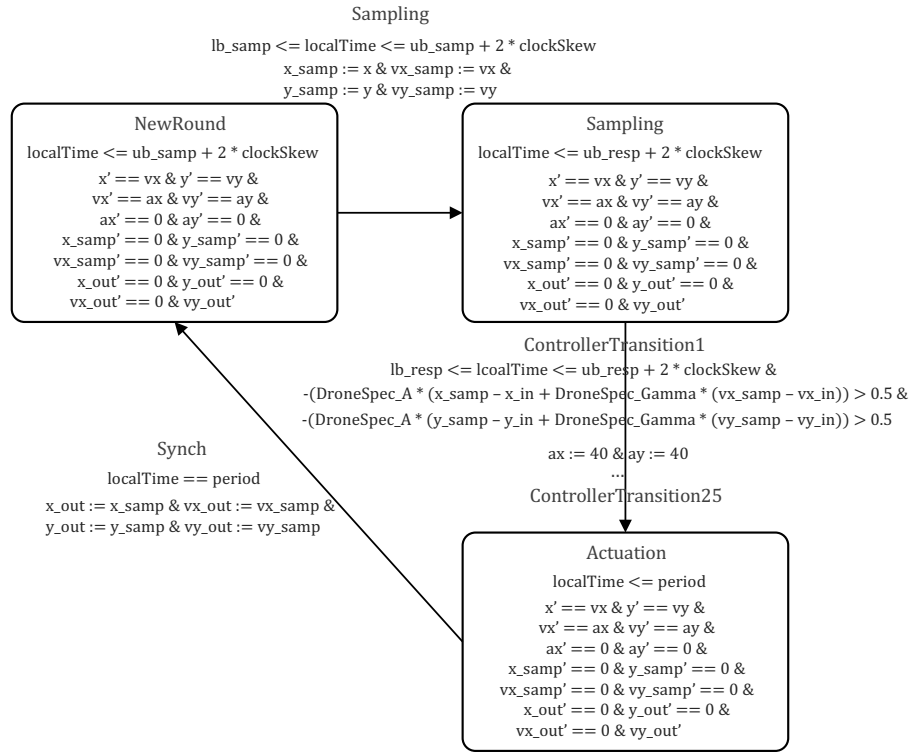 Sampling
lb_samp <= localTime <= ub_samp + 2 * clockSkew
x_samp := x & vx_samp := vx &
y_samp := y & vy_samp := vy
NewRound
localTime <= ub_samp + 2 * clockSkew
x’ == vx & y’ == vy &
vx’ == ax & vy’ == ay &
ax’ == 0 & ay’ == 0 &
x_samp’ == 0 & y_samp’ == 0 &
vx_samp’ == 0 & vy_samp’ == 0 &
x_out’ == 0 & y_out’ == 0 &
vx_out’ == 0 & vy_out’
Sampling
localTime <= ub_resp + 2 * clockSkew
x’ == vx & y’ == vy &
vx’ == ax & vy’ == ay &
ax’ == 0 & ay’ == 0 &
x_samp’ == 0 & y_samp’ == 0 &
vx_samp’ == 0 & vy_samp’ == 0 &
x_out’ == 0 & y_out’ == 0 &
vx_out’ == 0 & vy_out’
ControllerTransition1
lb_resp <= lcoalTime <= ub_resp + 2 * clockSkew &
-(DroneSpec_A * (x_samp – x_in + DroneSpec_Gamma * (vx_samp – vx_in)) > 0.5 &
-(DroneSpec_A * (y_samp – y_in + DroneSpec_Gamma * (vy_samp – vy_in)) > 0.5
ax := 40 & ay := 40
...
ControllerTransition25
Synch
localTime == period
x_out := x_samp & vx_out := vx_samp &
y_out := y_samp & vy_out := vy_samp
Actuation
localTime <= period
x’ == vx & y’ == vy &
vx’ == ax & vy’ == ay &
ax’ == 0 & ay’ == 0 &
x_samp’ == 0 & y_samp’ == 0 &
vx_samp’ == 0 & vy_samp’ == 0 &
x_out’ == 0 & y_out’ == 0 &
vx_out’ == 0 & vy_out’